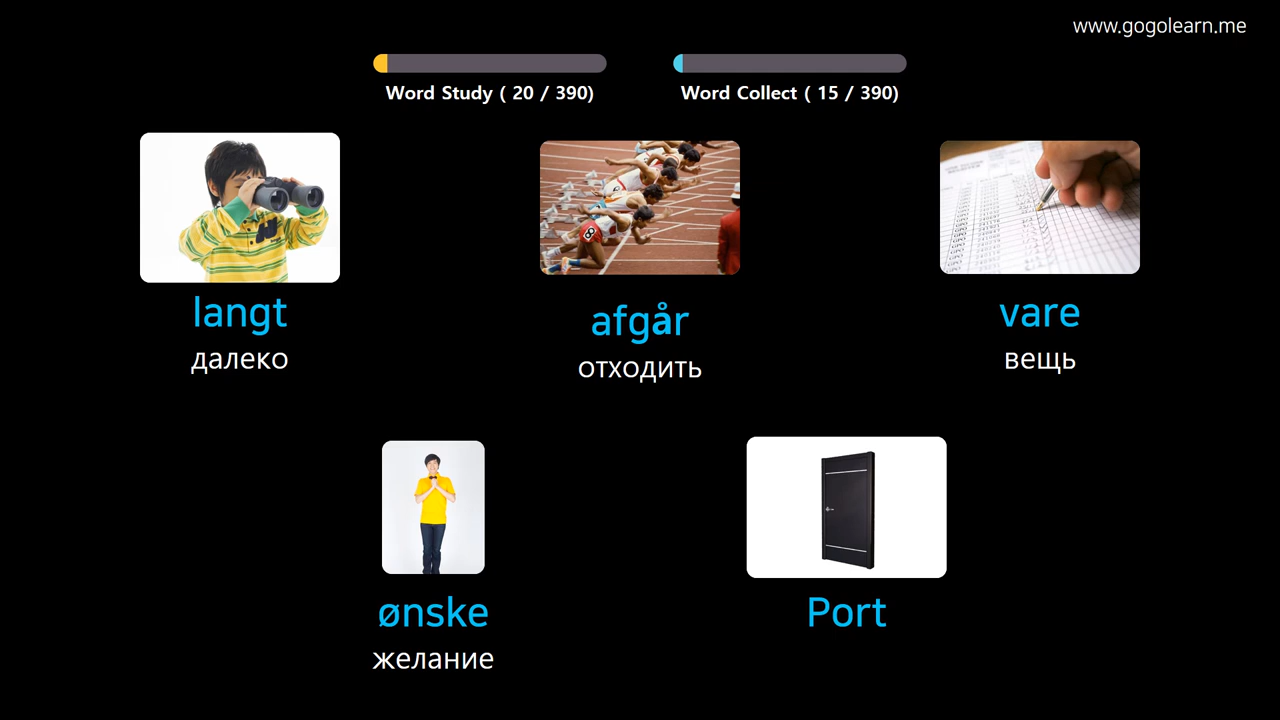 www.gogolearn.me
Word Study ( 20 / 390)
Word Collect ( 15 / 390)
langt
далеко
afgår
отходить
vare
вещь
ønske
желание
Port